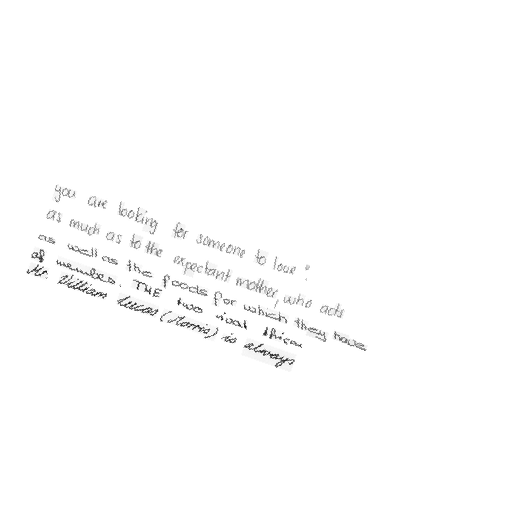 you are looking for someone to love :
as much as to the expectant mother, who acts
as well as the foods for which they have
of members. THE two rival African
Mr. William Lucas (Morris) is always